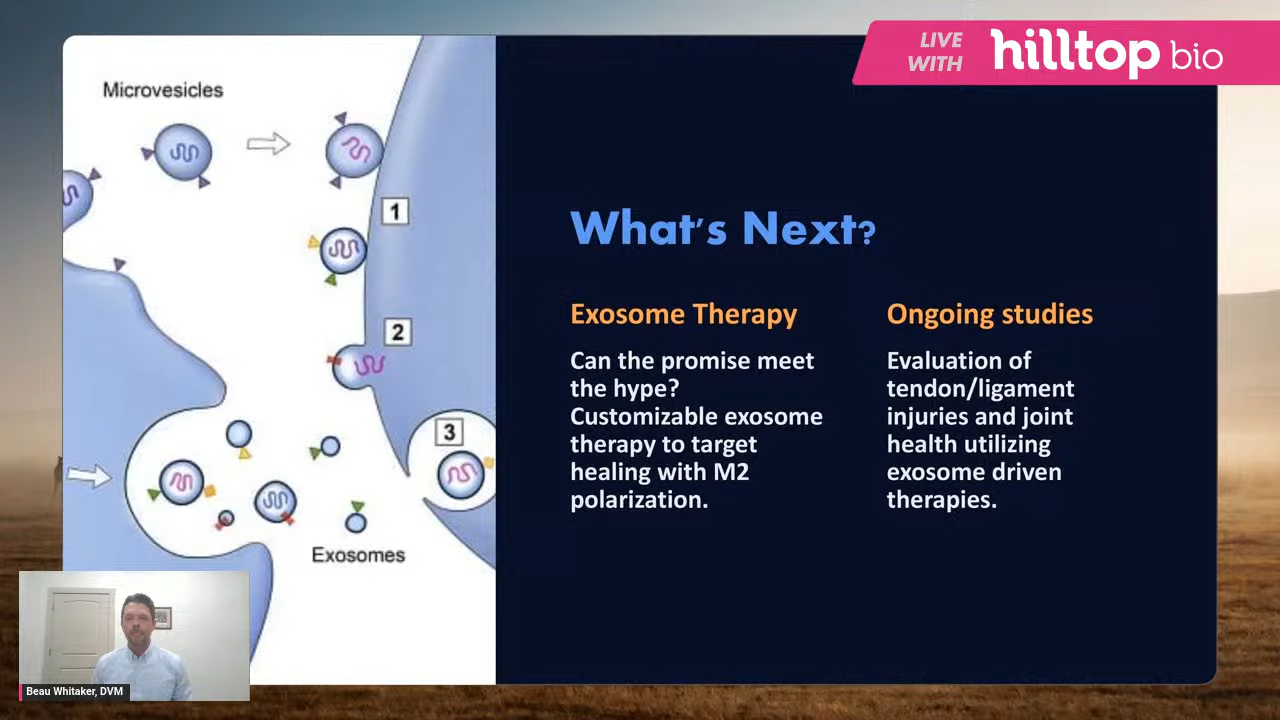 LIVE
WITH
hilltop bio
Microvesicles
1
2
3
Exosomes
What's Next?
Exosome Therapy
Can the promise meet
the hype?
Customizable exosome
therapy to target
healing with M2
polarization.
Ongoing studies
Evaluation of
tendon/ligament
injuries and joint
health utilizing
exosome driven
therapies.
Beau Whitaker, DVM